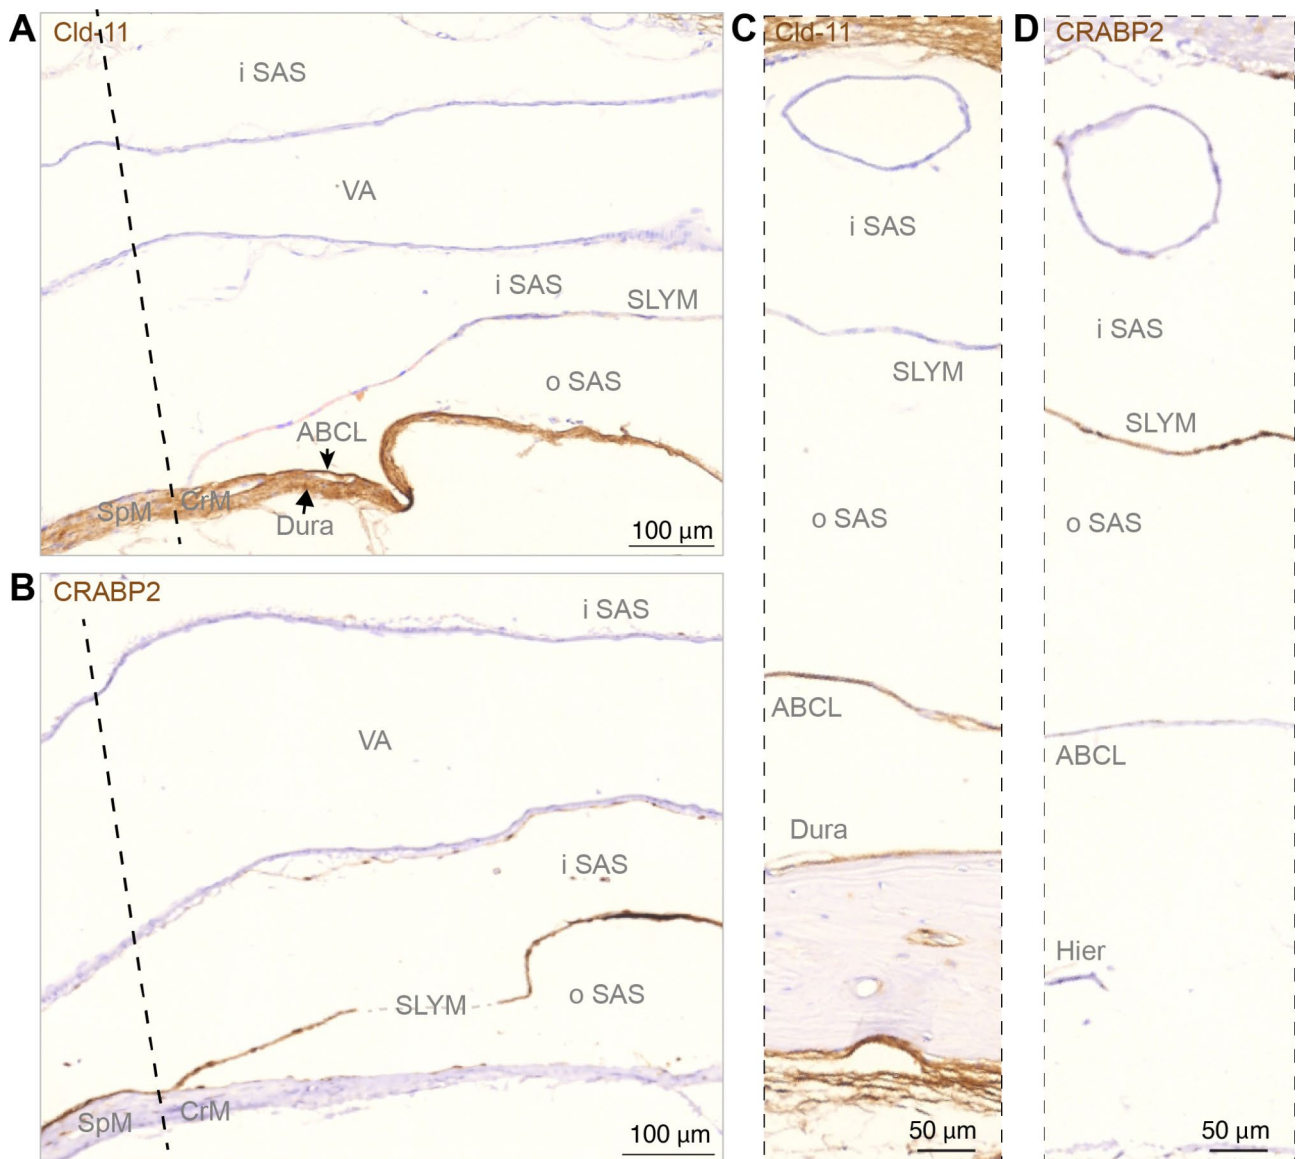 A
Cld-11
i SAS
VA
i SAS
SLYM
o SAS
ABCL
SpM
CrM
Dura
100 µm
B
CRABP2
i SAS
VA
i SAS
SLYM
o SAS
SpM
CrM
100 µm
C
Cld-11
i SAS
SLYM
o SAS
ABCL
Dura
50 µm
D
CRABP2
i SAS
SLYM
o SAS
ABCL
Hier
50 µm